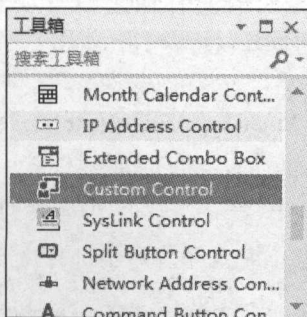 工具箱
搜索工具箱
Month Calendar Cont...
IP Address Control
Extended Combo Box
Custom Control
SysLink Control
Split Button Control
Network Address Con...
Command Button Con...